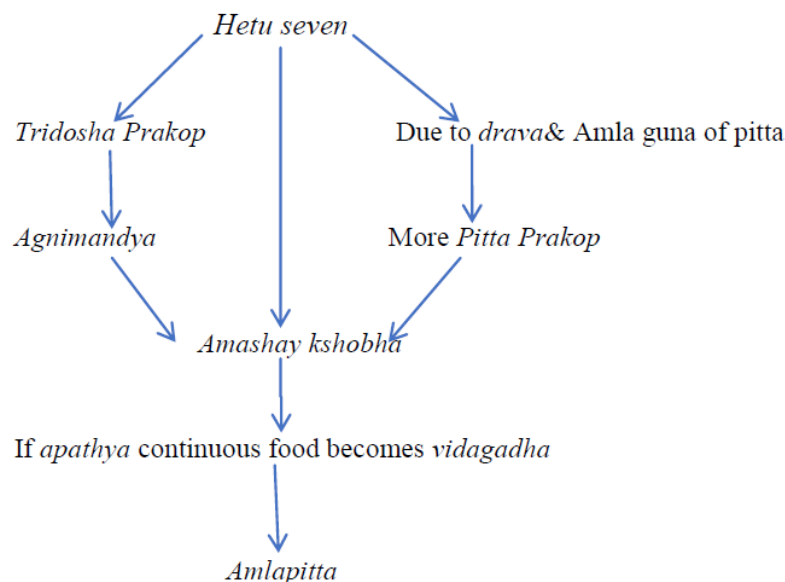 Hetu seven
Tridosha Prakop
Due to drava& Amla guna of pitta
Agnimandya
More Pitta Prakop
Amashay kshobha
If apathya continuous food becomes vidagadha
Amlapitta